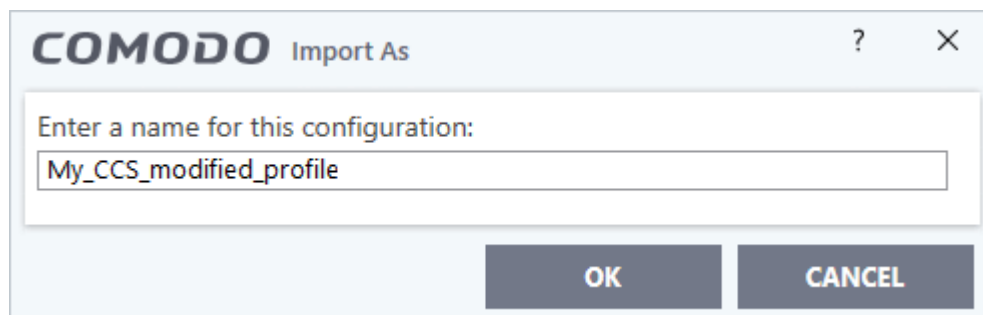 COMODO Import As ? X
Enter a name for this configuration:
My_CCS_modified_profile
OK CANCEL